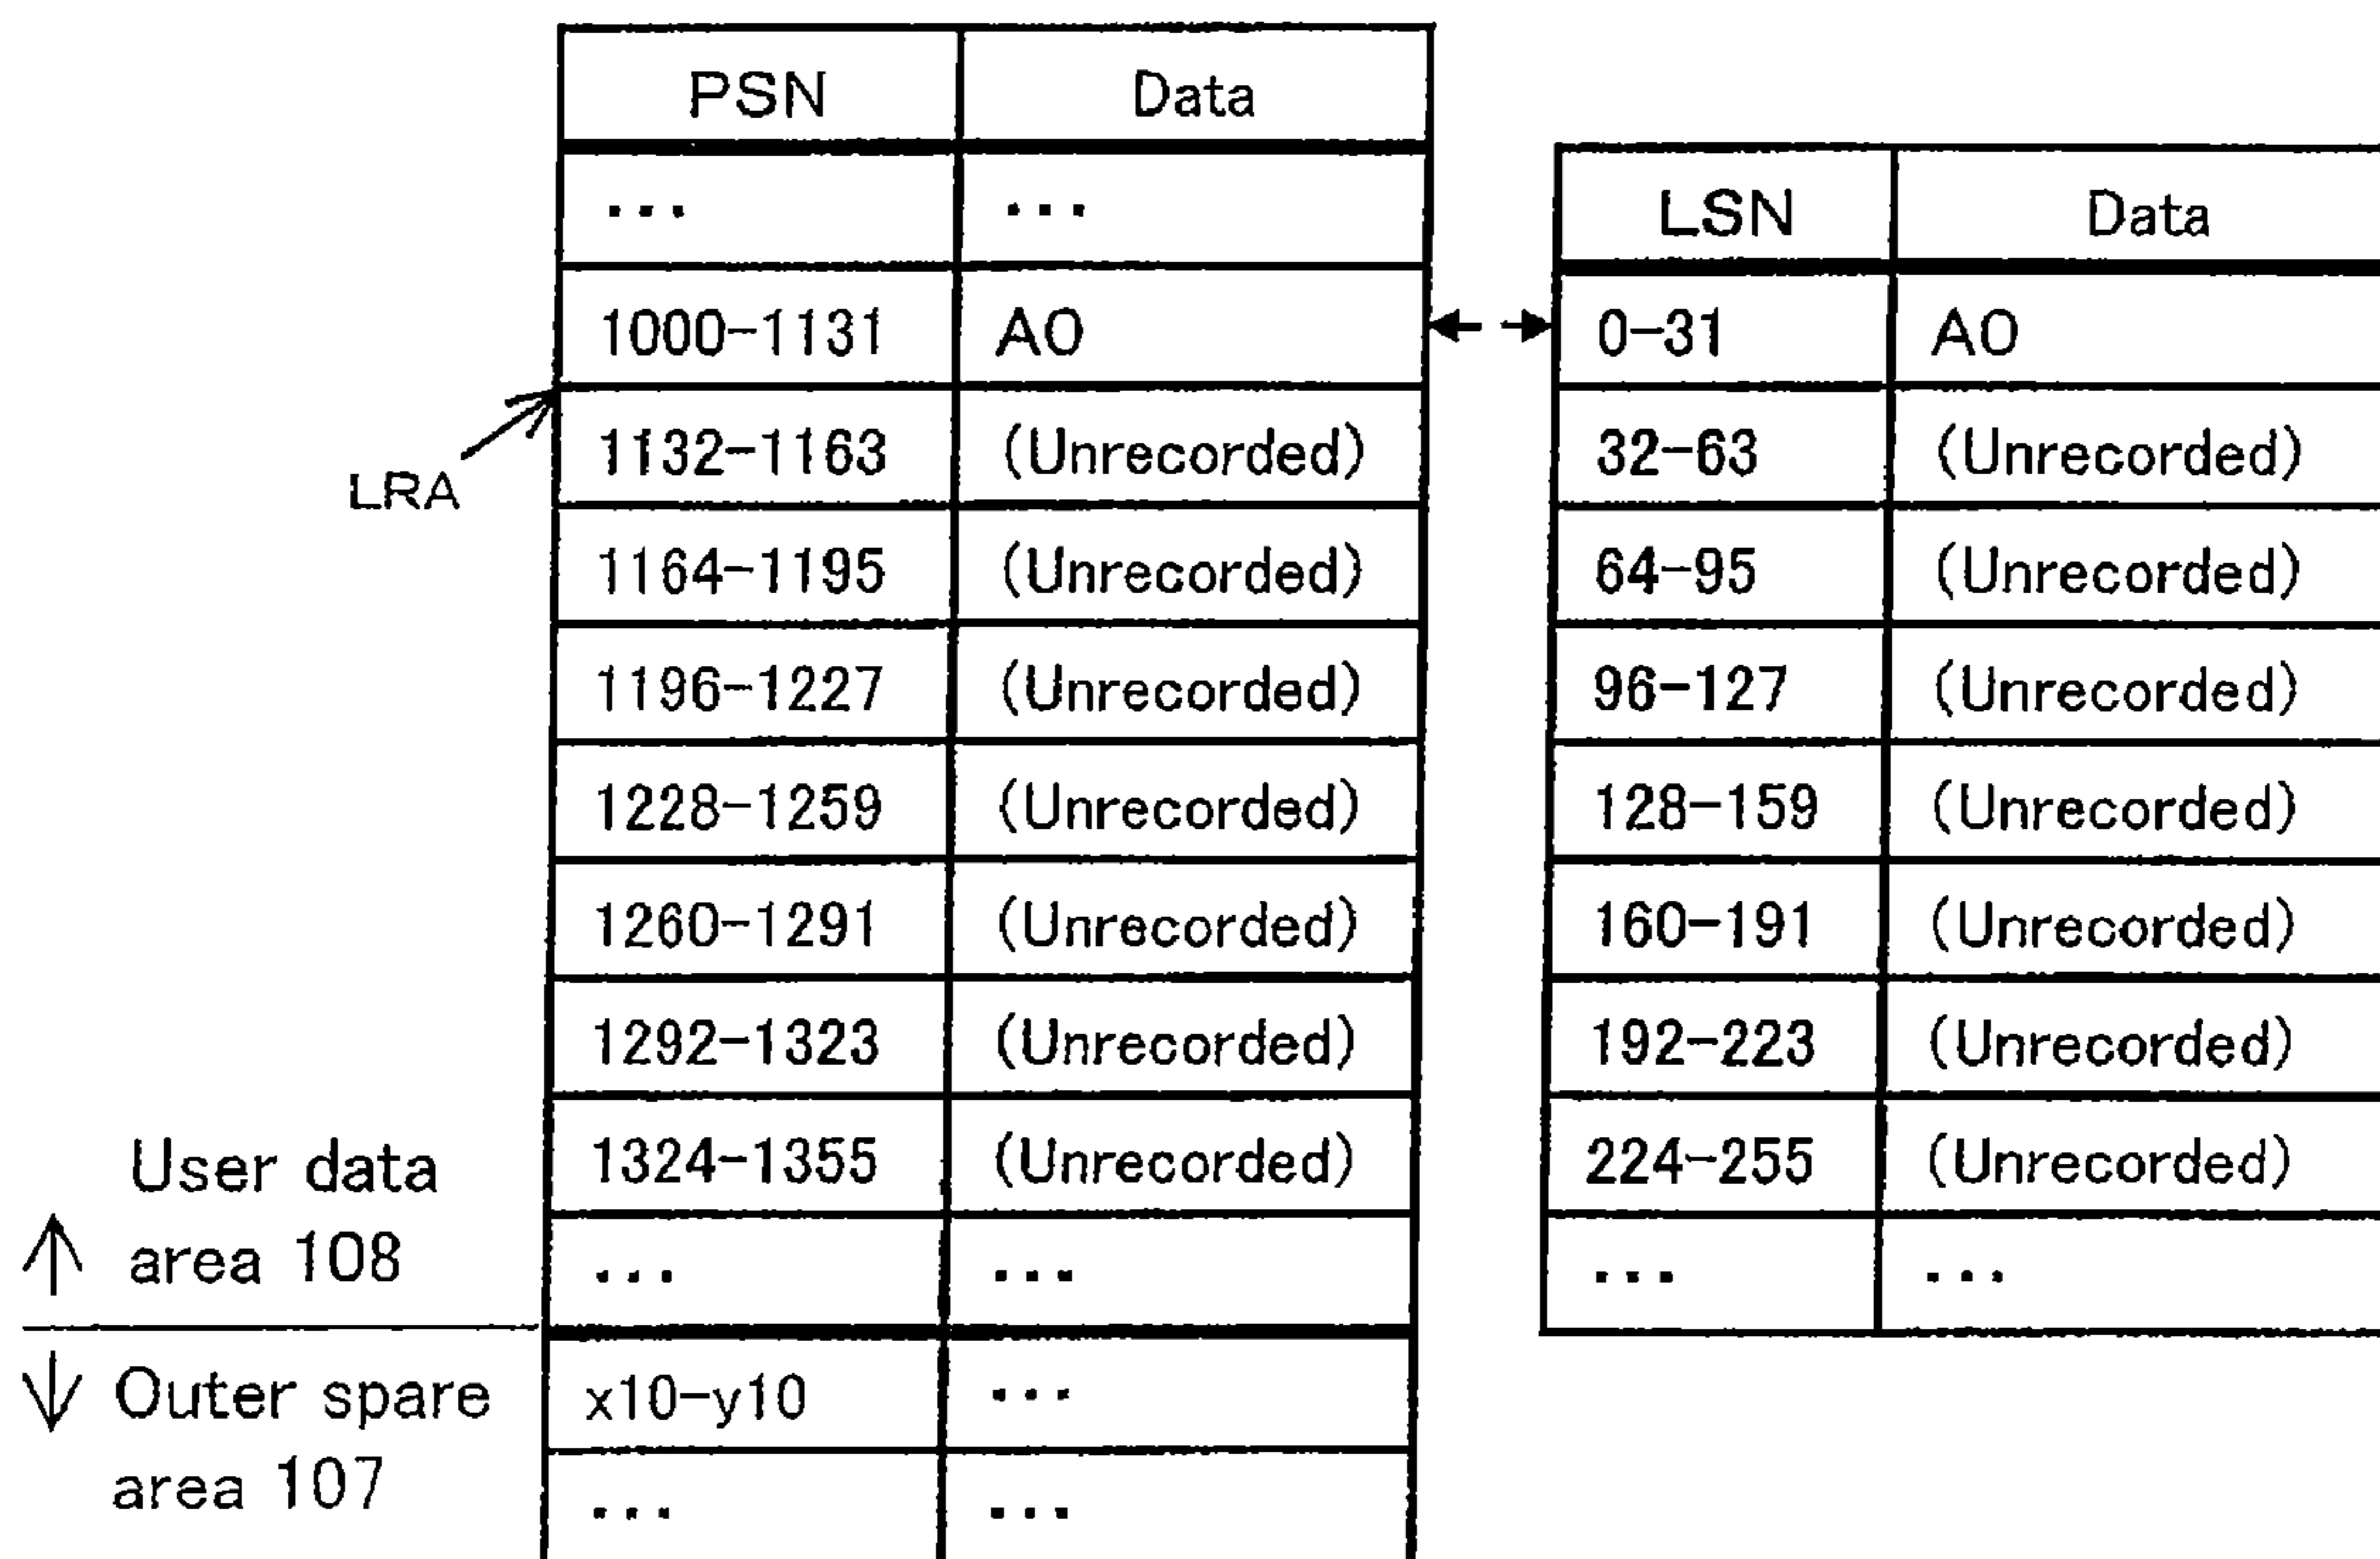 PSN Data
... ...
1000-1131 A0
LRA
1132-1163 (Unrecorded)
1164-1195 (Unrecorded)
1196-1227 (Unrecorded)
1228-1259 (Unrecorded)
1260-1291 (Unrecorded)
1292-1323 (Unrecorded)
1324-1355 (Unrecorded)
... ...
x10-y10 ...
... ...
User data
area 108
Outer spare
area 107
LSN Data
0-31 A0
32-63 (Unrecorded)
64-95 (Unrecorded)
96-127 (Unrecorded)
128-159 (Unrecorded)
160-191 (Unrecorded)
192-223 (Unrecorded)
224-255 (Unrecorded)
... ...